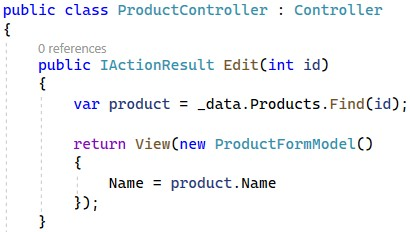 public class ProductController : Controller
{
0 references
public IActionResult Edit(int id)
{
var product = _data.Products.Find(id);
return View(new ProductFormModel()
{
Name = product.Name
});
}